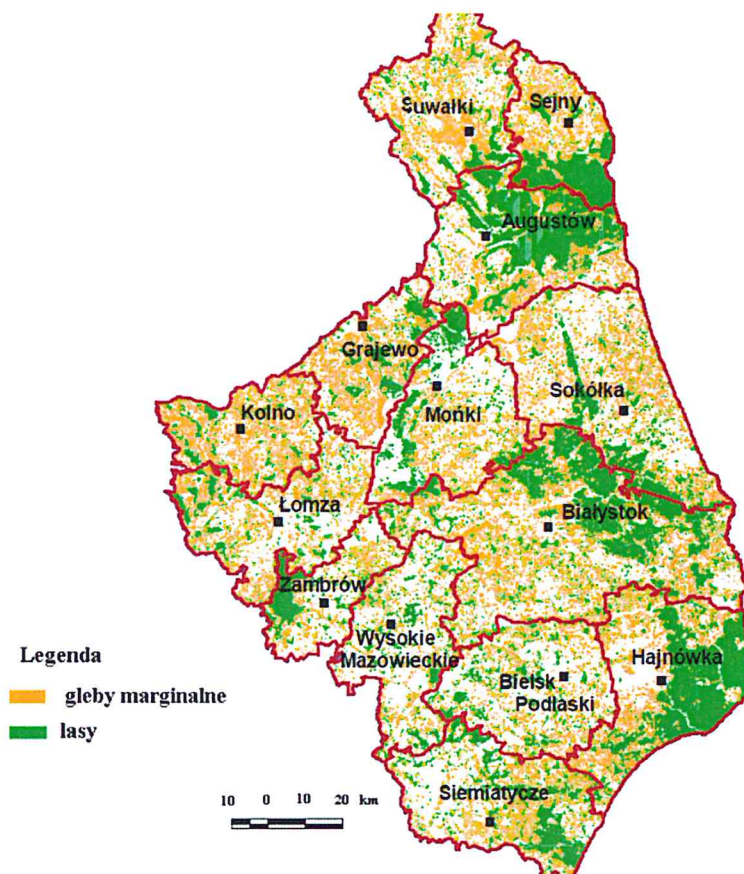 Suwałki
Sejny
Augustów
Grajewo
Kolno
Mońki
Sokółka
Łomza
Białystok
Zambrów
Wysokie
Mazowieckie
Bielsk
Podlaski
Hajnówka
Siemiatycze
Legenda
gleby marginalne
lasy
10 0 10 20 km